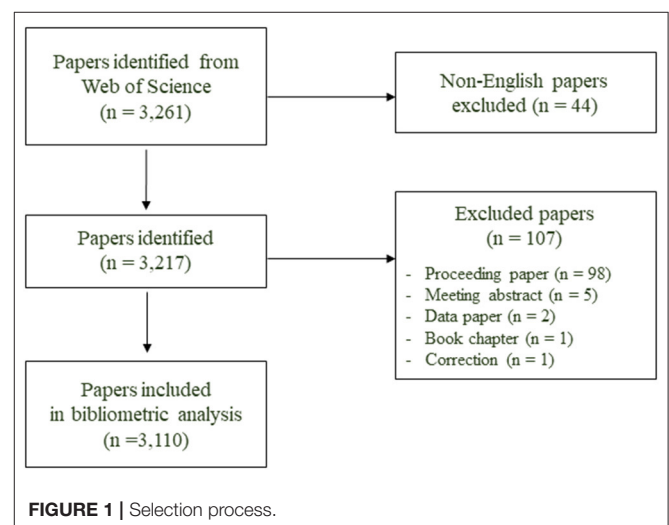 Papers identified from
Web of Science
(n = 3,261)
Non-English papers
excluded (n = 44)
Papers identified
(n = 3,217)
Excluded papers
(n = 107)
- Proceeding paper (n = 98)
- Meeting abstract (n = 5)
- Data paper (n = 2)
- Book chapter (n = 1)
- Correction (n = 1)
Papers included
in bibliometric analysis
(n =3,110)
FIGURE 1 | Selection process.